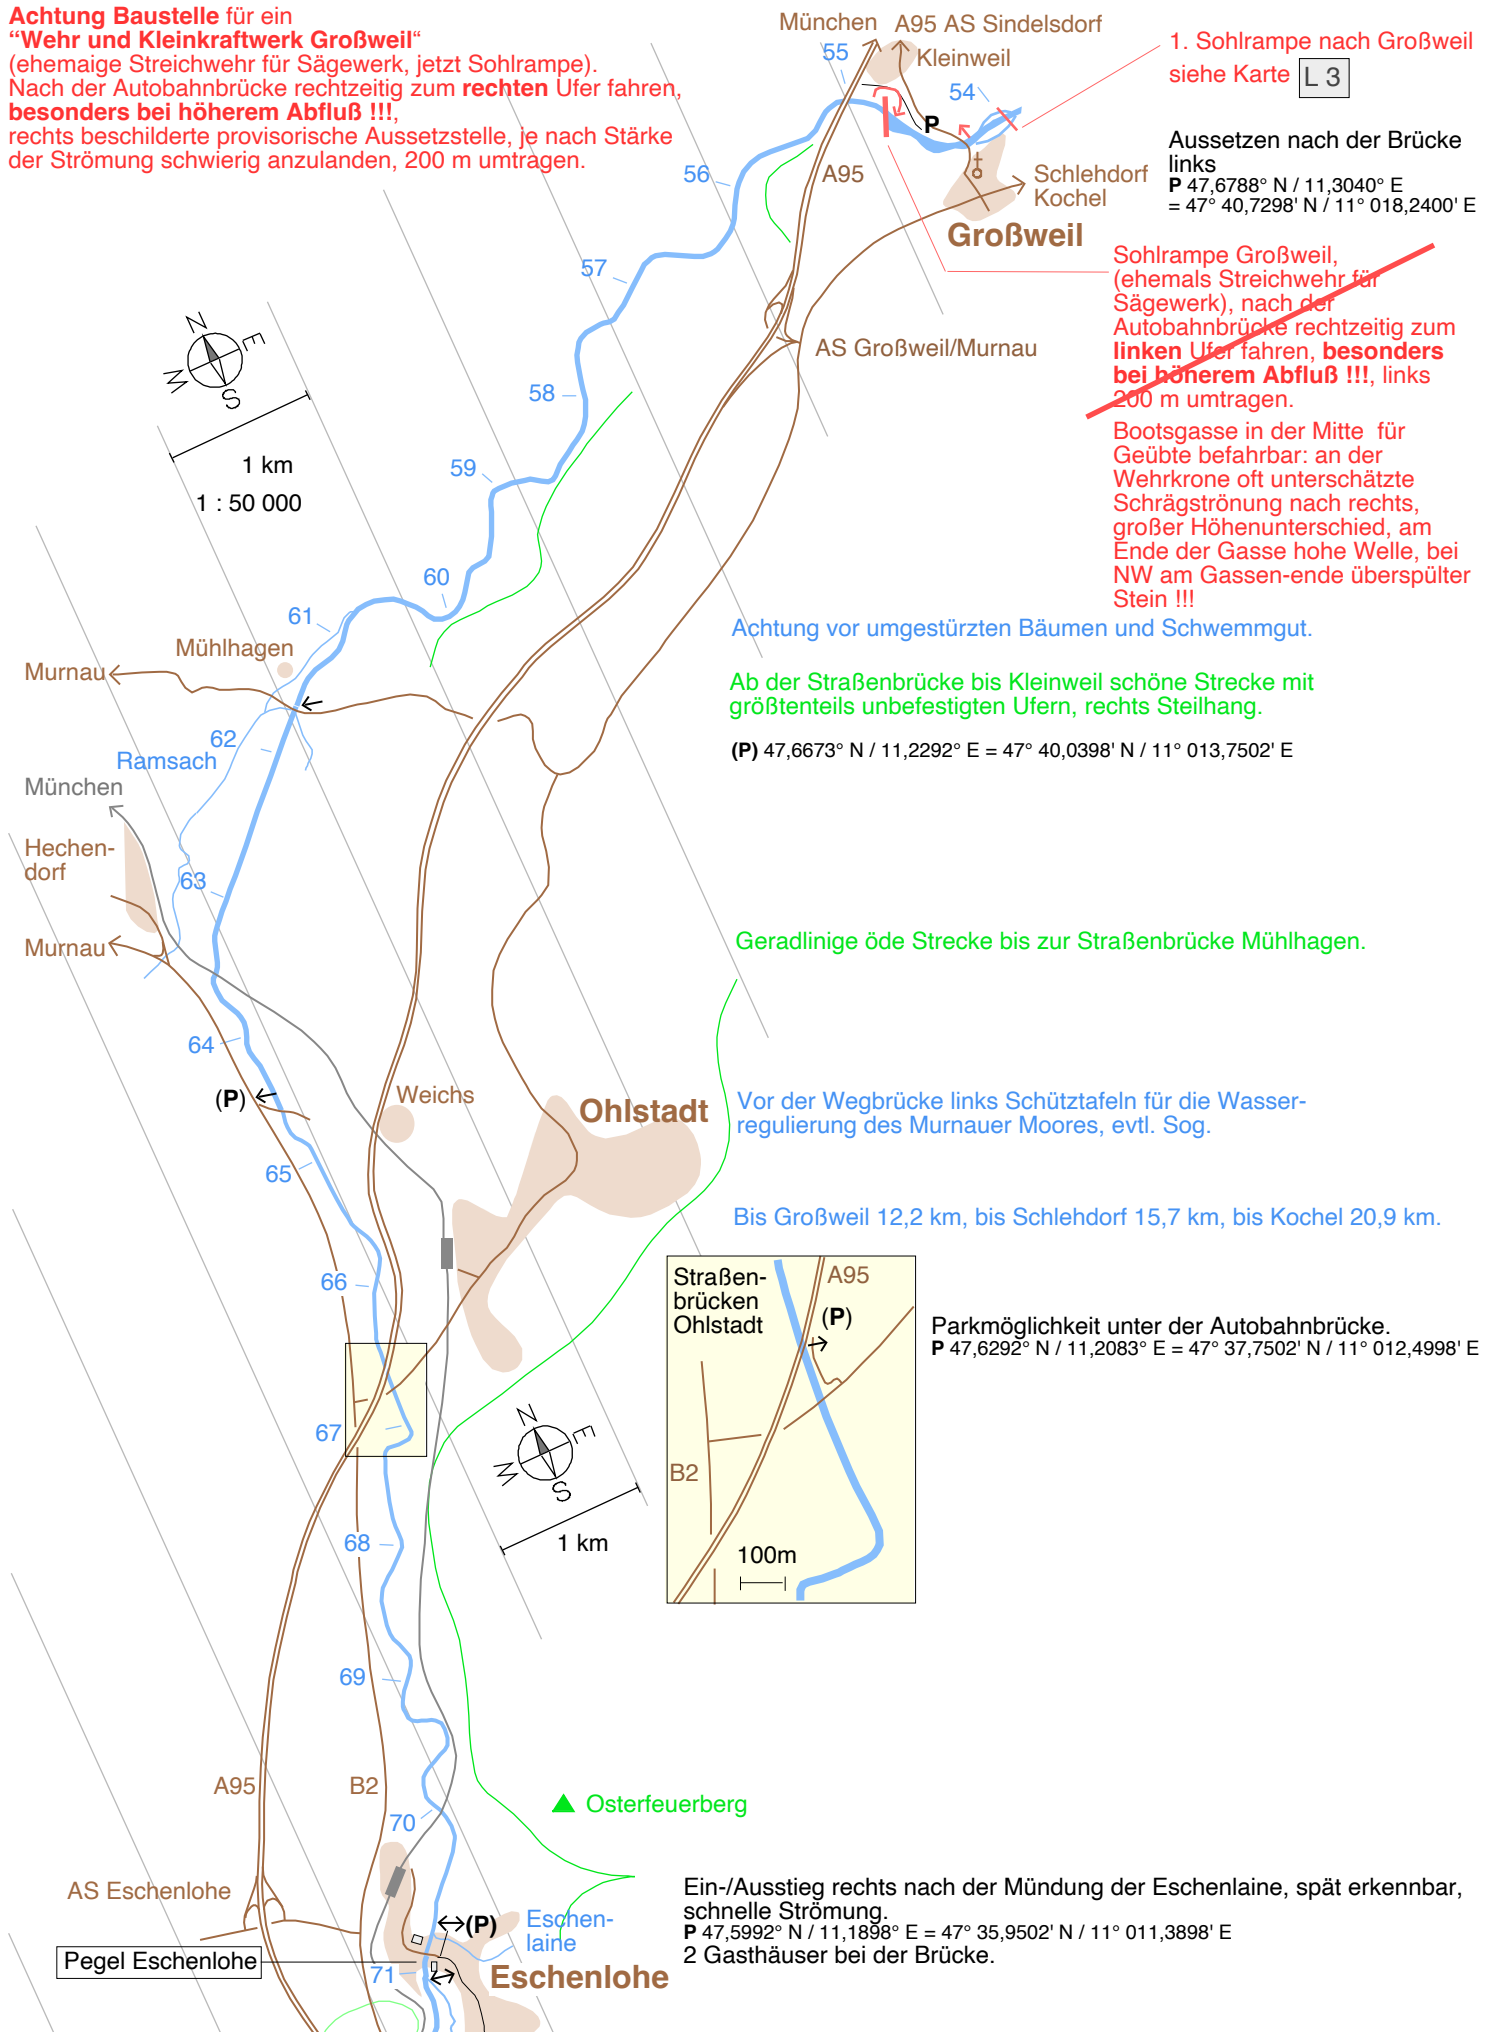 Achtung Baustelle für ein
“Wehr und Kleinkraftwerk Großweil“
(ehemaige Streichwehr für Sägewerk, jetzt Sohlrampe).
Nach der Autobahnbrücke rechtzeitig zum rechten Ufer fahren,
besonders bei höherem Abfluß !!!,
rechts beschilderte provisorische Aussetzstelle, je nach Stärke
der Strömung schwierig anzulanden, 200 m umtragen.
München
A95 AS Sindelsdorf
Kleinweil
55
54
P
1. Sohlrampe nach Großweil
siehe Karte L 3
Aussetzen nach der Brücke
links
P 47,6788° N / 11,3040° E
= 47° 40,7298' N / 11° 018,2400' E
56
A95
Schlehdorf
Kochel
Großweil
57
Sohlrampe Großweil,
(ehemals Streichwehr für
Sägewerk), nach der
Autobahnbrücke rechtzeitig zum
linken Ufer fahren, besonders
bei höherem Abfluß !!!, links
200 m umtragen.
N
E
W
S
AS Großweil/Murnau
58
Bootsgasse in der Mitte für
Geübte befahrbar: an der
Wehrkrone oft unterschätzte
Schrägströnung nach rechts,
großer Höhenunterschied, am
Ende der Gasse hohe Welle, bei
NW am Gassen-ende überspülter
Stein !!!
1 km
1 : 50 000
59
60
61
Achtung vor umgestürzten Bäumen und Schwemmgut.
Mühlhagen
Murnau
Ab der Straßenbrücke bis Kleinweil schöne Strecke mit
größtenteils unbefestigten Ufern, rechts Steilhang.
62
Ramsach
(P) 47,6673° N / 11,2292° E = 47° 40,0398' N / 11° 013,7502' E
München
Hechen-
dorf
63
Murnau
Geradlinige öde Strecke bis zur Straßenbrücke Mühlhagen.
64
(P)
Weichs
Ohlstadt
Vor der Wegbrücke links Schütztafeln für die Wasser-
regulierung des Murnauer Moores, evtl. Sog.
65
Bis Großweil 12,2 km, bis Schlehdorf 15,7 km, bis Kochel 20,9 km.
66
Straßen-
brücken
Ohlstadt
A95
(P)
B2
100m
Parkmöglichkeit unter der Autobahnbrücke.
P 47,6292° N / 11,2083° E = 47° 37,7502' N / 11° 012,4998' E
67
N
E
W
S
1 km
68
69
A95
B2
70
Osterfeuerberg
AS Eschenlohe
(P)
Eschen-
laine
Pegel Eschenlohe
71
Eschenlohe
Ein-/Ausstieg rechts nach der Mündung der Eschenlaine, spät erkennbar,
schnelle Strömung.
P 47,5992° N / 11,1898° E = 47° 35,9502' N / 11° 011,3898' E
2 Gasthäuser bei der Brücke.